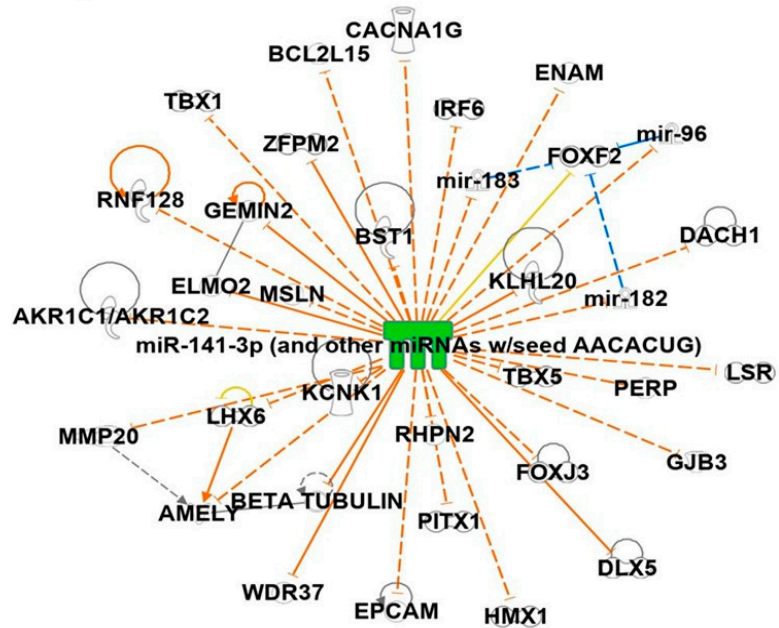 CACNA1G
BCL2L15
ENAM
TBX1
IRF6
ZFPM2
mir-96
FOXF2
mir-183
RNF128
GEMIN2
BST1
DACH1
KLHL20
ELMO2
MSLN
mir-182
AKR1C1/AKR1C2
miR-141-3p (and other miRNAs w/seed AACACUG)
TBX5
LSR
PERP
KCNK1
LHX6
MMP20
RHPN2
GJB3
FOXJ3
BETA TUBULIN
AMELY
PITX1
DLX5
WDR37
EPCAM
HMX1